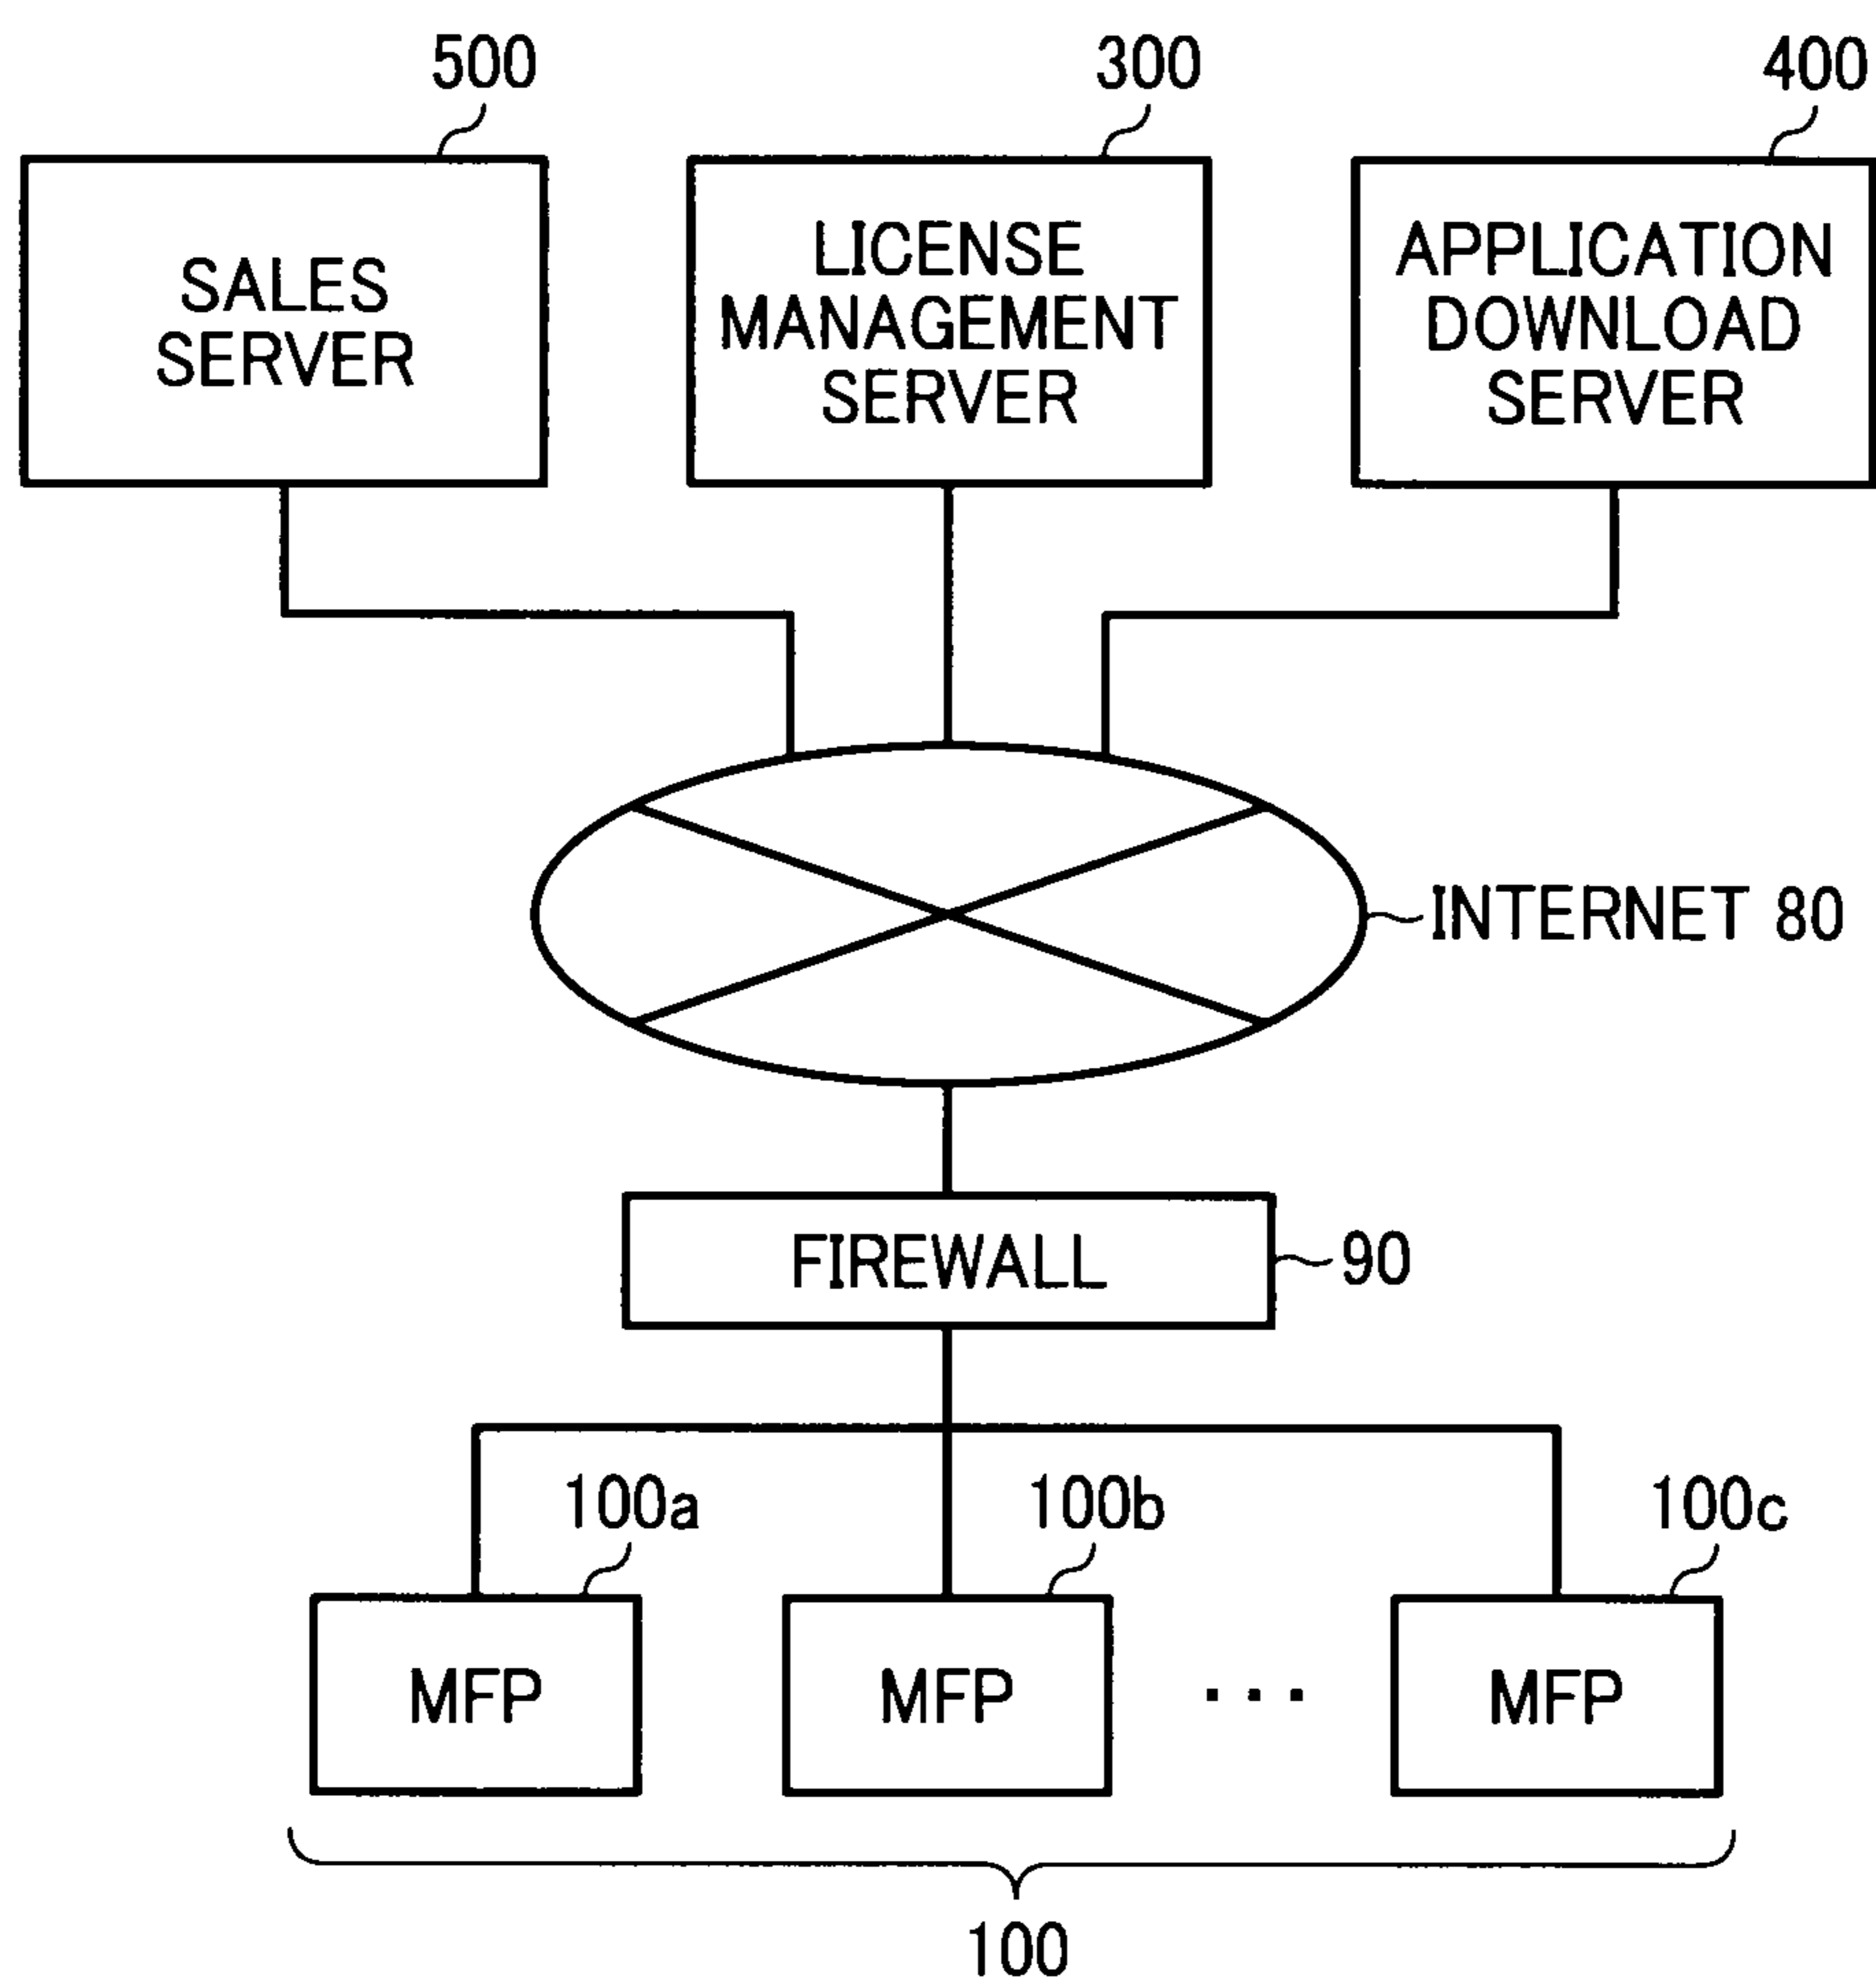 500
300
400
SALES
SERVER
LICENSE
MANAGEMENT
SERVER
APPLICATION
DOWNLOAD
SERVER
INTERNET 80
FIREWALL
90
100a
100b
100c
MFP
MFP
...
MFP
100